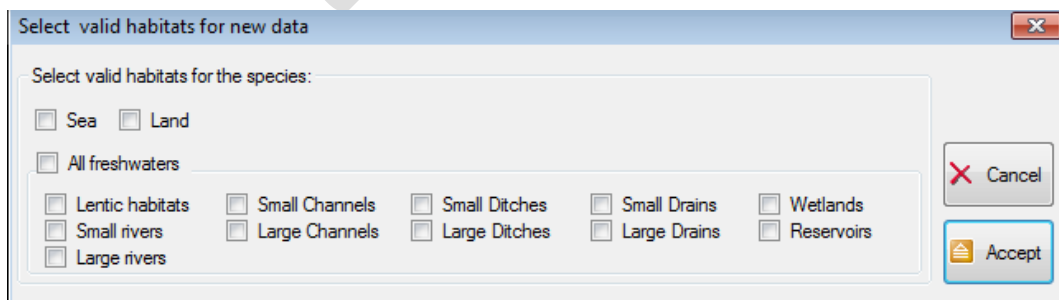 Select valid habitats for new data
Select valid habitats for the species:
Sea Land
All freshwaters
Lentic habitats Small Channels Small Ditches Small Drains Wetlands
Small rivers Large Channels Large Ditches Large Drains Reservoirs
Large rivers
Cancel
Accept